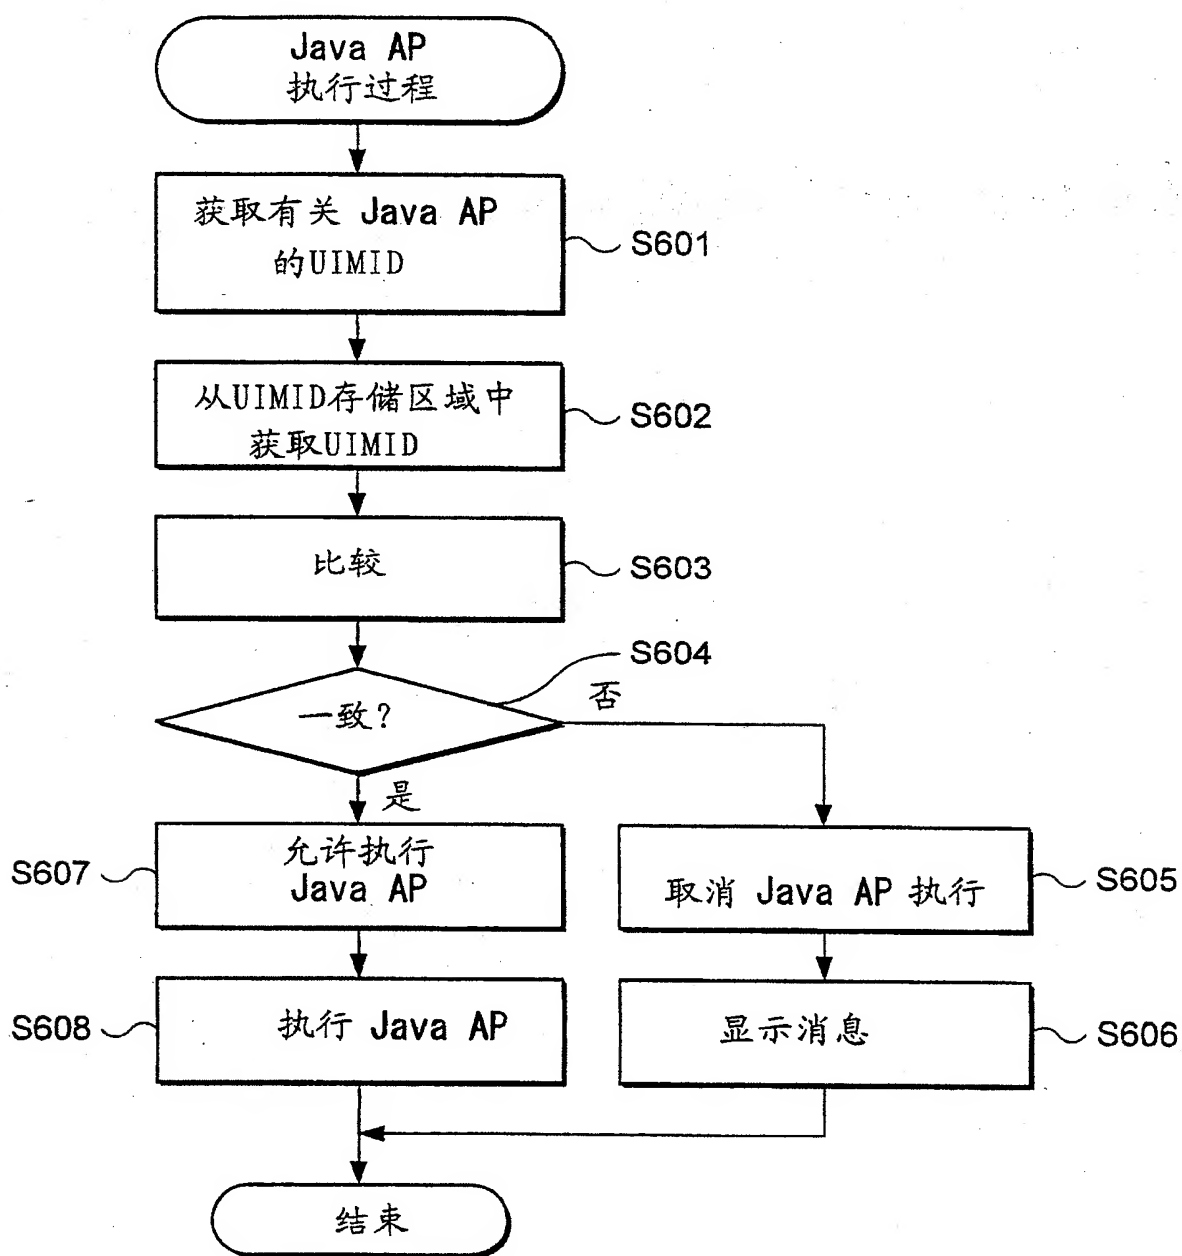 Java AP
执行过程
获取有关 Java AP
的UIMID
S601
从UIMID存储区域中
获取UIMID
S602
比较
S603
S604
一致?
否
是
允许执行
Java AP
S607
取消 Java AP 执行
S605
执行 Java AP
S608
显示消息
S606
结束